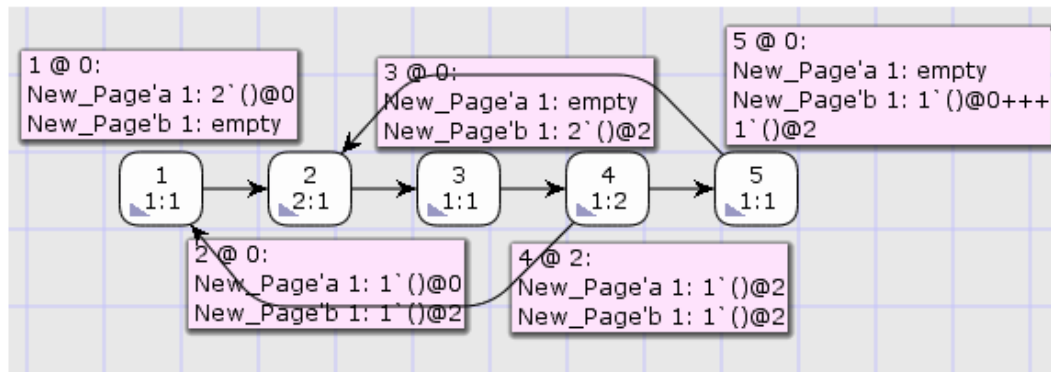 1 @ 0:
New_Page'a 1: 2`()@0
New_Page'b 1: empty
3 @ 0:
New_Page'a 1: empty
New_Page'b 1: 2`()@2
5 @ 0:
New_Page'a 1: empty
New_Page'b 1: 1`()@0+++
1`()@2
1
1:1
2
2:1
3
1:1
4
1:2
5
1:1
2 @ 0:
New_Page'a 1: 1`()@0
New_Page'b 1: 1`()@2
4 @ 2:
New_Page'a 1: 1`()@2
New_Page'b 1: 1`()@2